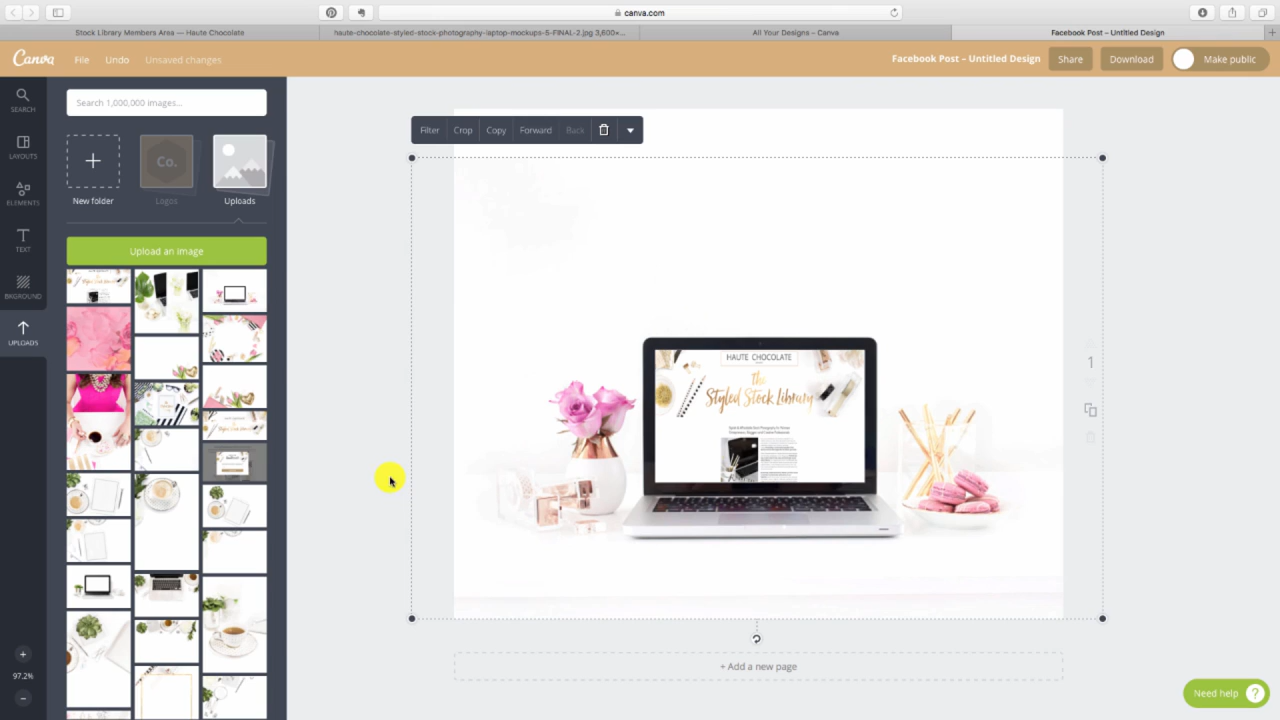 canva.com
Stock Library Members Area — Haute Chocolate
haute-chocolate-styled-stock-photography-laptop-mockups-5-FINAL-2.jpg 3,600×...
All Your Designs – Canva
Facebook Post – Untitled Design
Canva
File
Undo
Unsaved changes
Facebook Post – Untitled Design
Share
Download
Make public
SEARCH
LAYOUTS
ELEMENTS
TEXT
BKGROUND
UPLOADS
97.2%
Search 1,000,000 images...
Co.
New folder
Logos
Uploads
Upload an image
Filter
Crop
Copy
Forward
Back
HAUTE CHOCOLATE
the
Styled Stock Library
1
+ Add a new page
Need help ?